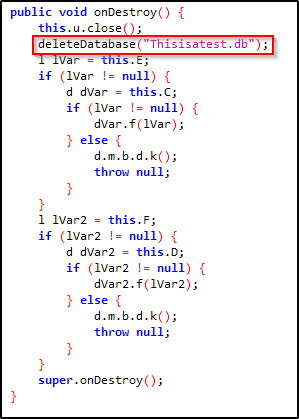 public void onDestroy() {
    this.u.close();
    deleteDatabase("Thisisatest.db");
    l lVar = this.E;
    if (lVar != null) {
        d dVar = this.C;
        if (lVar != null) {
            dVar.f(lVar);
        } else {
            d.m.b.d.k();
            throw null;
        }
    }
    l lVar2 = this.F;
    if (lVar2 != null) {
        d dVar2 = this.D;
        if (lVar2 != null) {
            dVar2.f(lVar2);
        } else {
            d.m.b.d.k();
            throw null;
        }
    }
    super.onDestroy();
}